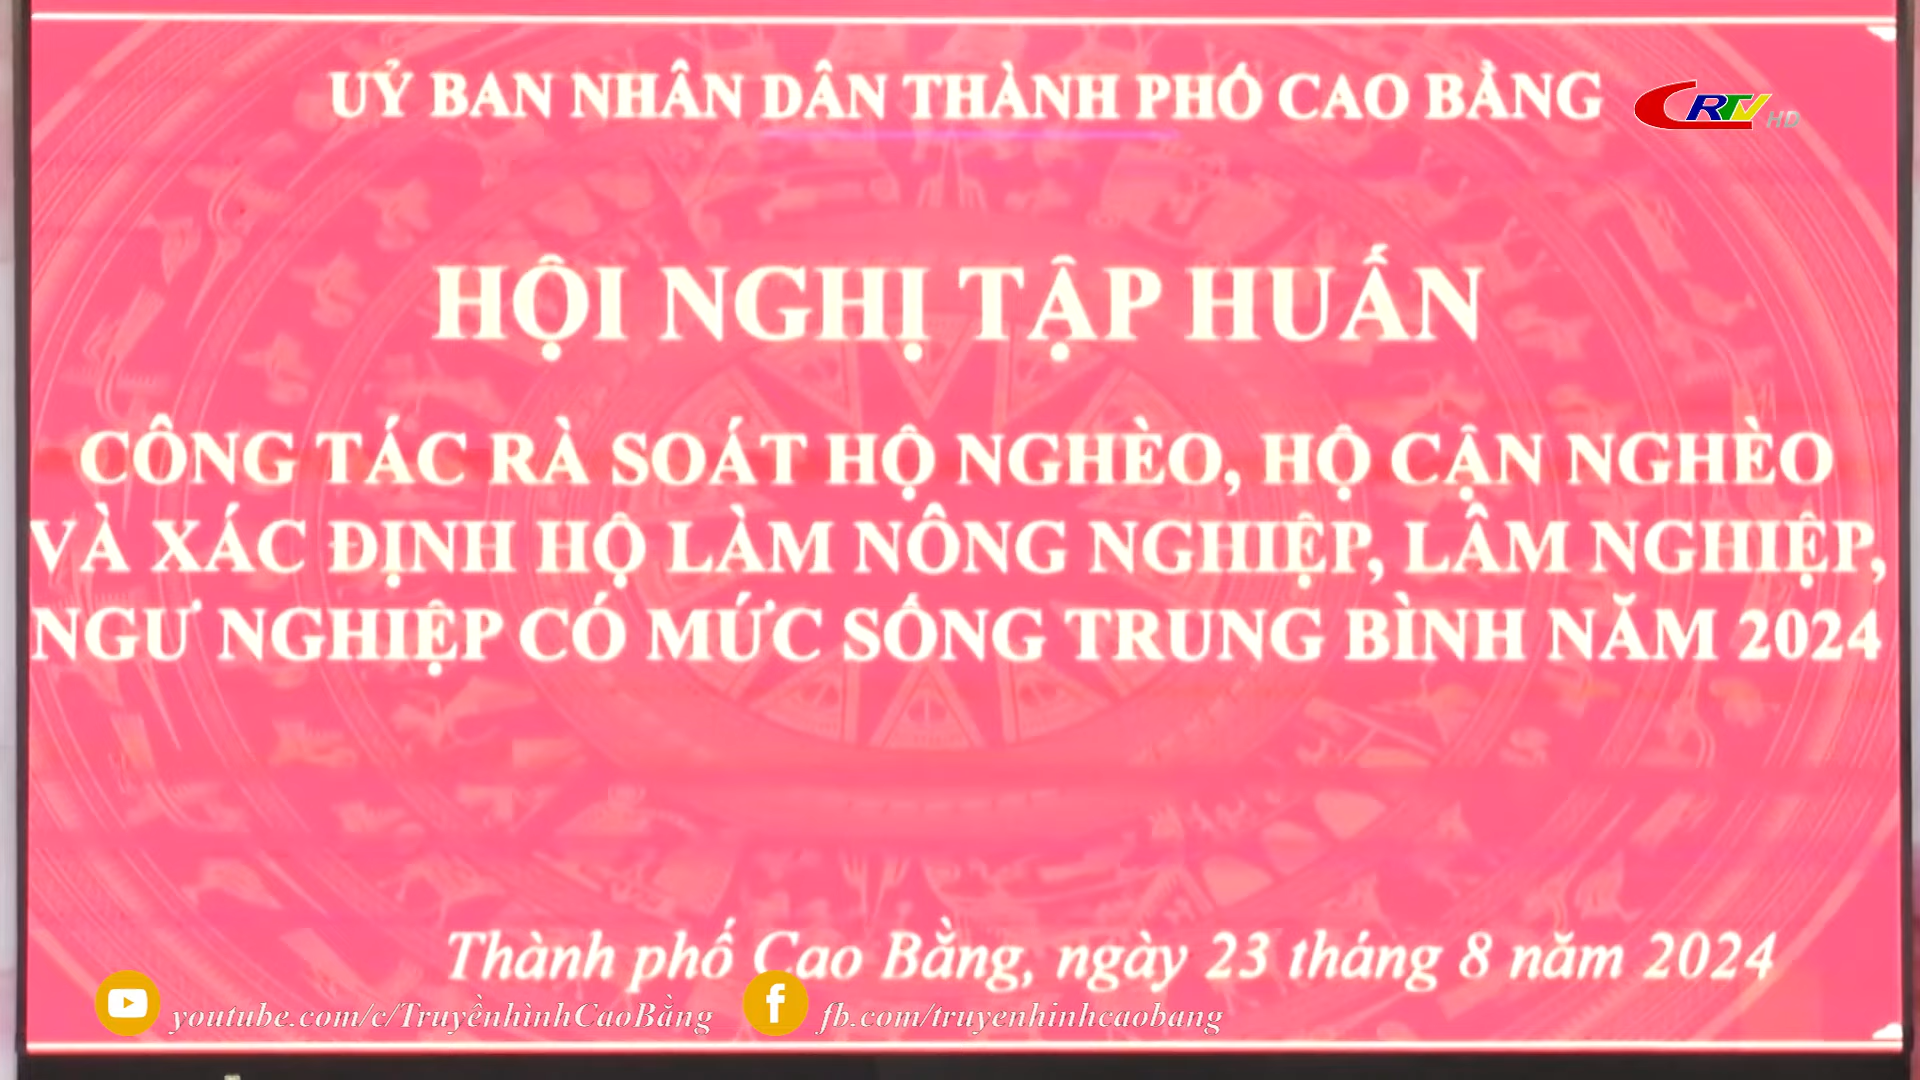 UỶ BAN NHÂN DÂN THÀNH PHỐ CAO BẰNG
CRTV HD
HỘI NGHỊ TẬP HUẤN
CÔNG TÁC RÀ SOÁT HỘ NGHÈO, HỘ CẬN NGHÈO
VÀ XÁC ĐỊNH HỘ LÀM NÔNG NGHIỆP, LÂM NGHIỆP,
NGƯ NGHIỆP CÓ MỨC SỐNG TRUNG BÌNH NĂM 2024
Thành phố Cao Bằng, ngày 23 tháng 8 năm 2024
youtube.com/c/TruyềnhìnhCaoBằng
fb.com/truyenhinhcaobang